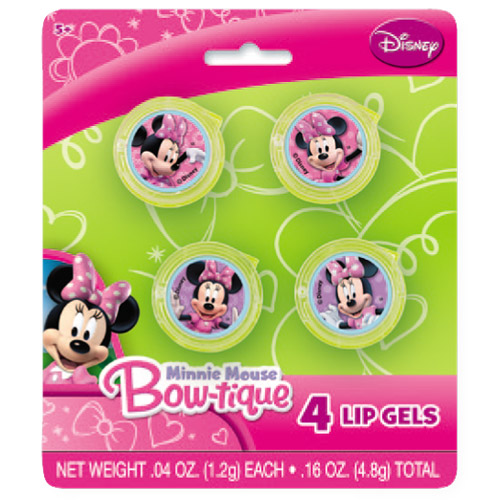 5+
Disney
© Disney
© Disney
© Disney
© Disney
Minnie Mouse
Bow-tique
4 LIP GELS
NET WEIGHT .04 OZ. (1.2g) EACH • .16 OZ. (4.8g) TOTAL